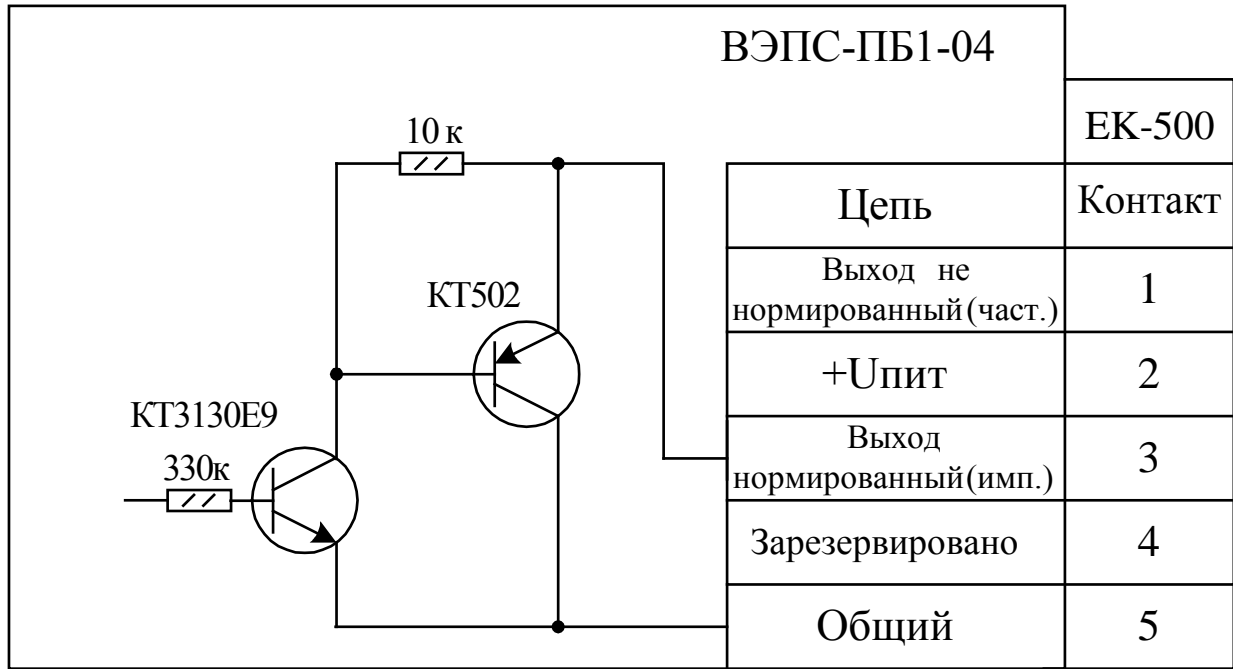 ВЭПС-ПБ1-04
10 к
ЕК-500
Цепь
Контакт
КТ502
Выход не
нормированный(част.)
1
+Uпит
2
КТ3130Е9
330к
Выход
нормированный(имп.)
3
Зарезервировано
4
Общий
5